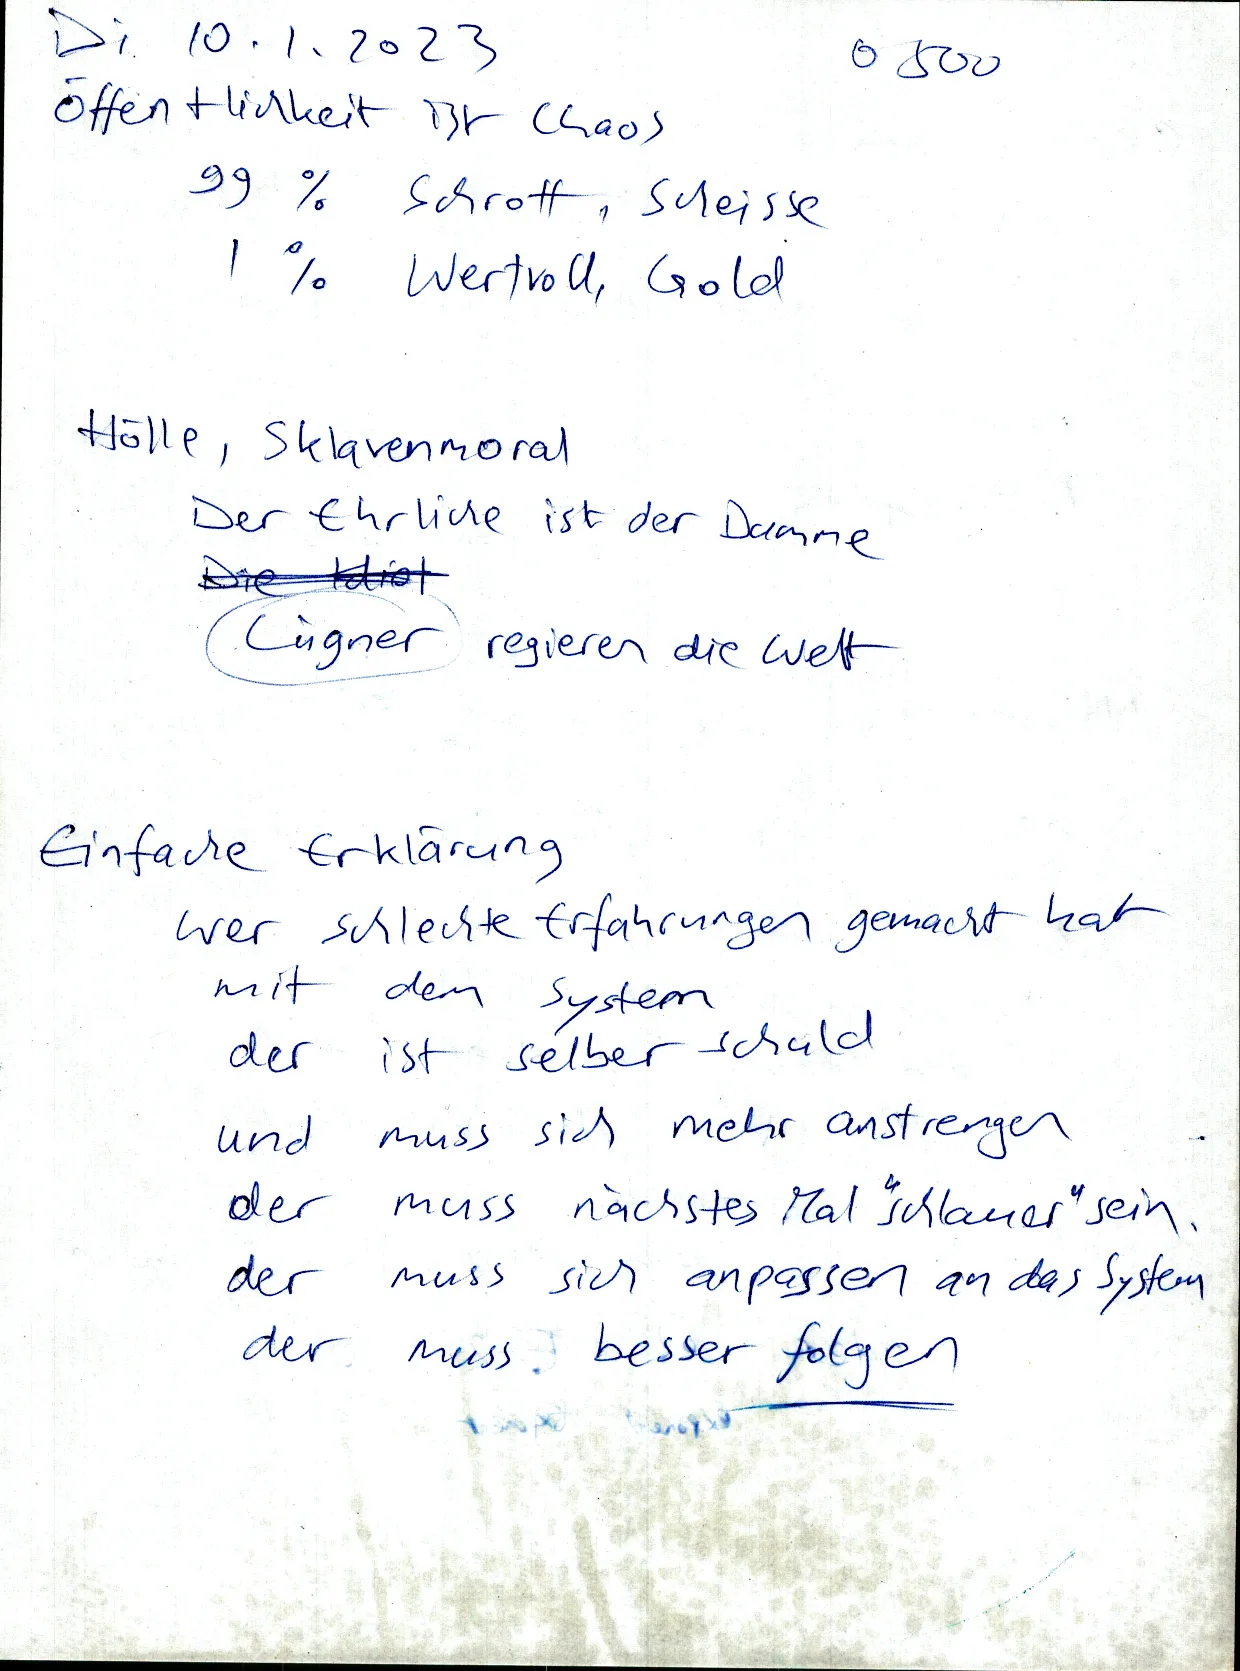 Di 10.1.2023 0500
Öffentlichkeit ist Chaos
99 % Schrott, Scheisse
1 % Wertvoll, Gold
Hölle, Sklavenmoral
Der Ehrliche ist der Dumme
Die Idiot
Lügner regieren die Welt
Einfache Erklärung
wer schlechte Erfahrungen gemacht hat
mit dem System
der ist selber schuld
und muss sich mehr anstrengen
der muss nächstes Mal "schlauer" sein.
der muss sich anpassen an das System
der muss besser folgen